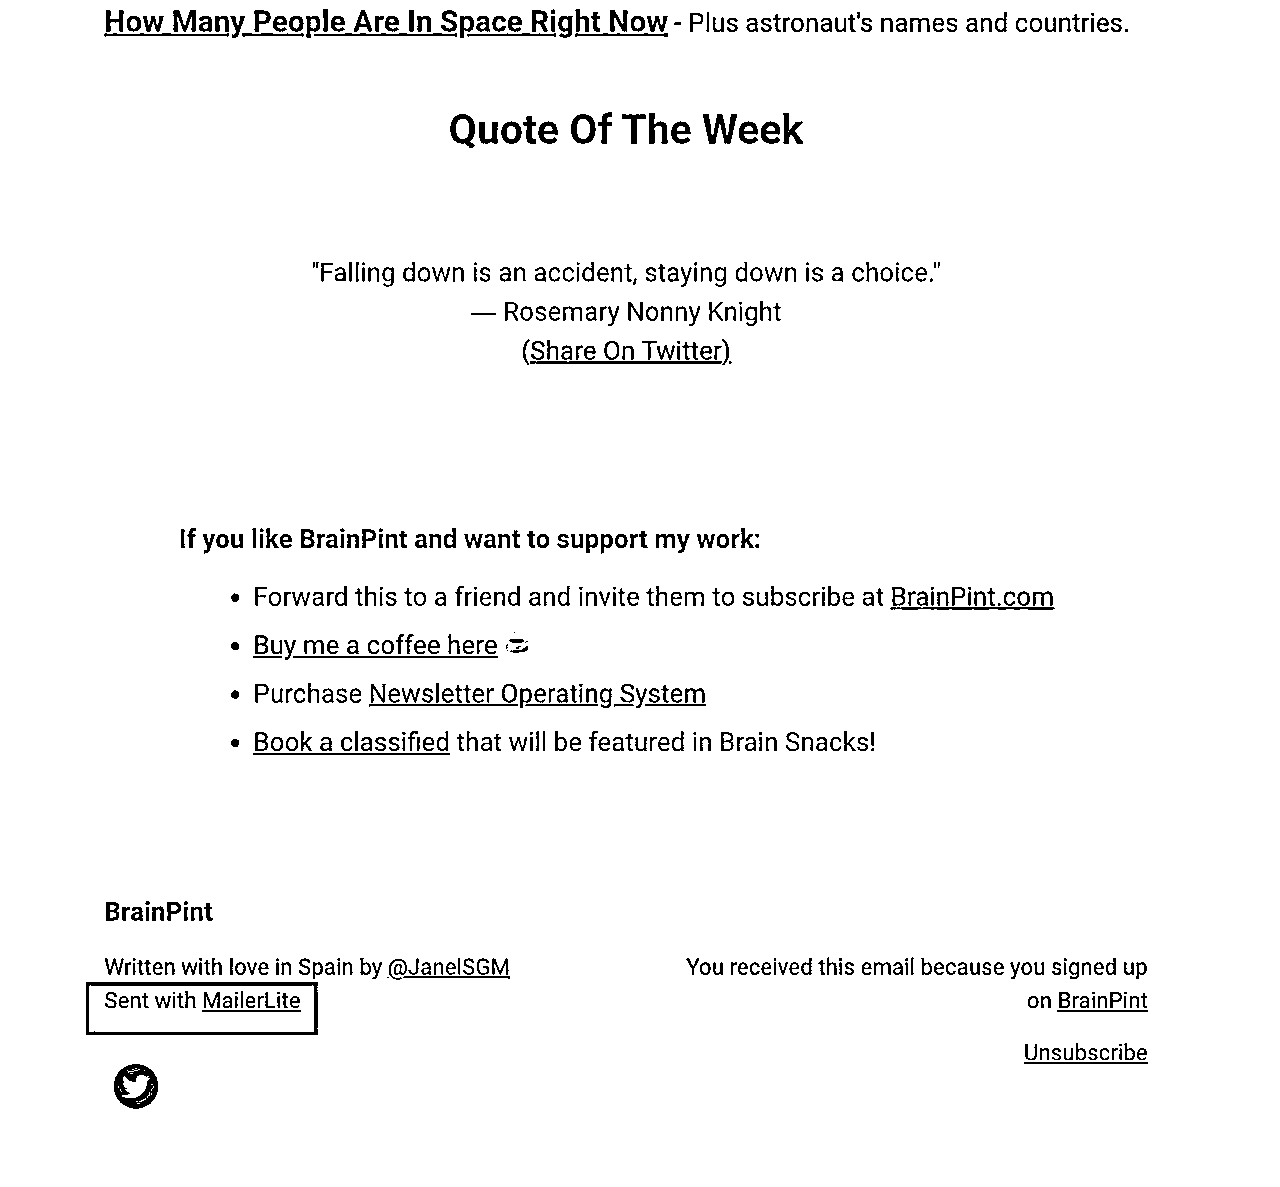 How Many People Are In Space Right Now - Plus astronaut's names and countries.
Quote Of The Week
"Falling down is an accident, staying down is a choice."
— Rosemary Nonny Knight
(Share On Twitter)
If you like BrainPint and want to support my work:
• Forward this to a friend and invite them to subscribe at BrainPint.com
• Buy me a coffee here ☕
• Purchase Newsletter Operating System
• Book a classified that will be featured in Brain Snacks!
BrainPint
Written with love in Spain by @JanelSGM
Sent with MailerLite
You received this email because you signed up
on BrainPint
Unsubscribe